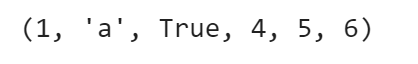 (1, 'a', True, 4, 5, 6)